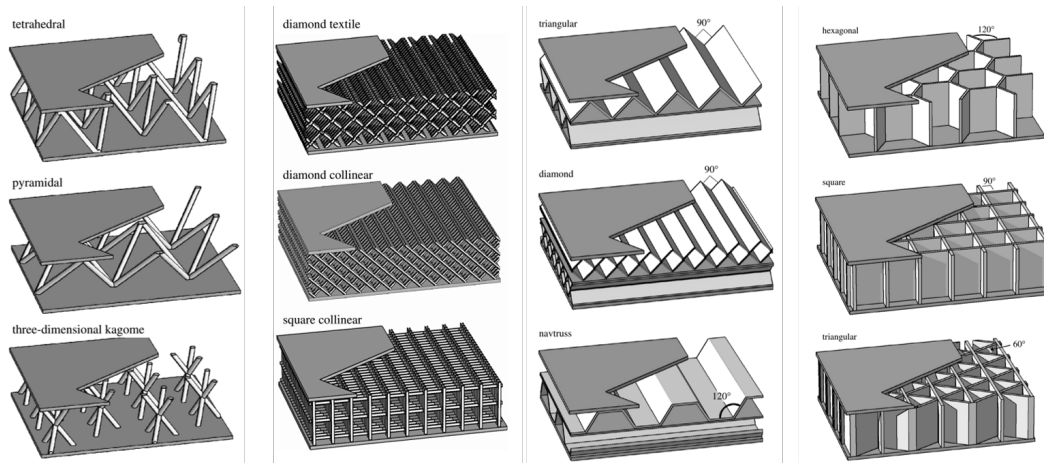 tetrahedral
pyramidal
three-dimensional kagome
diamond textile
diamond collinear
square collinear
triangular
90°
diamond
90°
navtruss
120°
hexagonal
120°
square
90°
triangular
60°